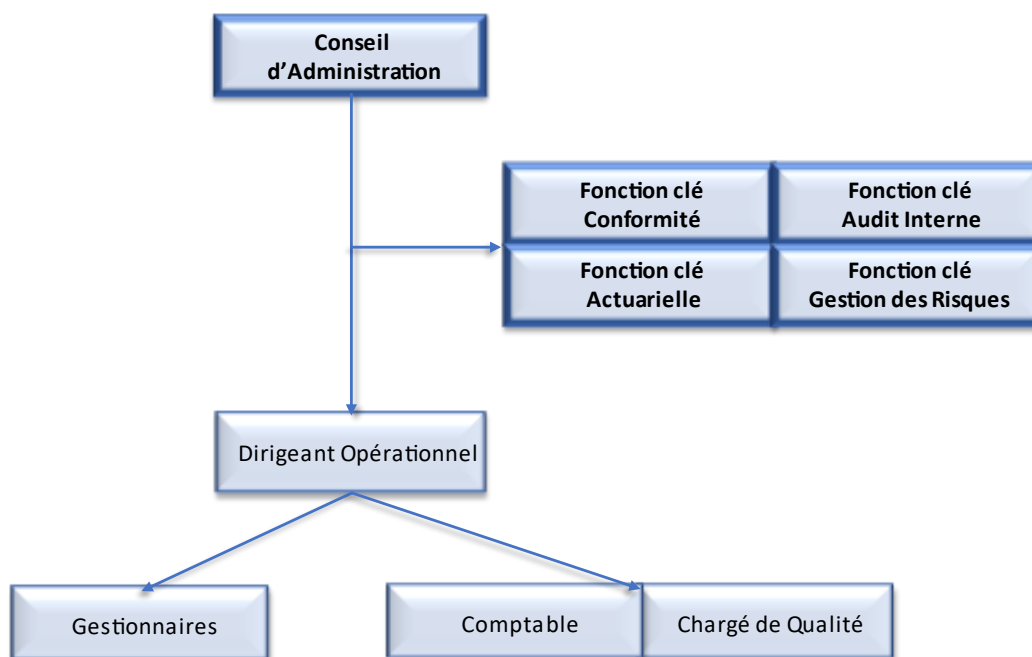 Conseil
d’Administration
Fonction clé
Conformité
Fonction clé
Audit Interne
Fonction clé
Actuarielle
Fonction clé
Gestion des Risques
Dirigeant Opérationnel
Gestionnaires
Comptable
Chargé de Qualité